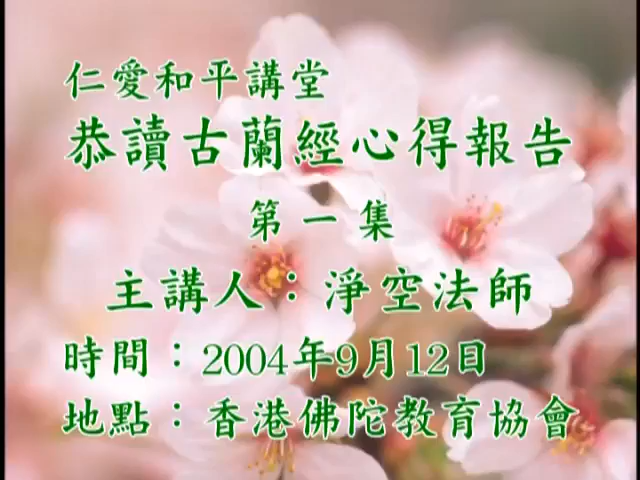 仁愛和平講堂
恭讀古蘭經心得報告
第一集
主講人：淨空法師
時間：2004年9月12日
地點：香港佛陀教育協會